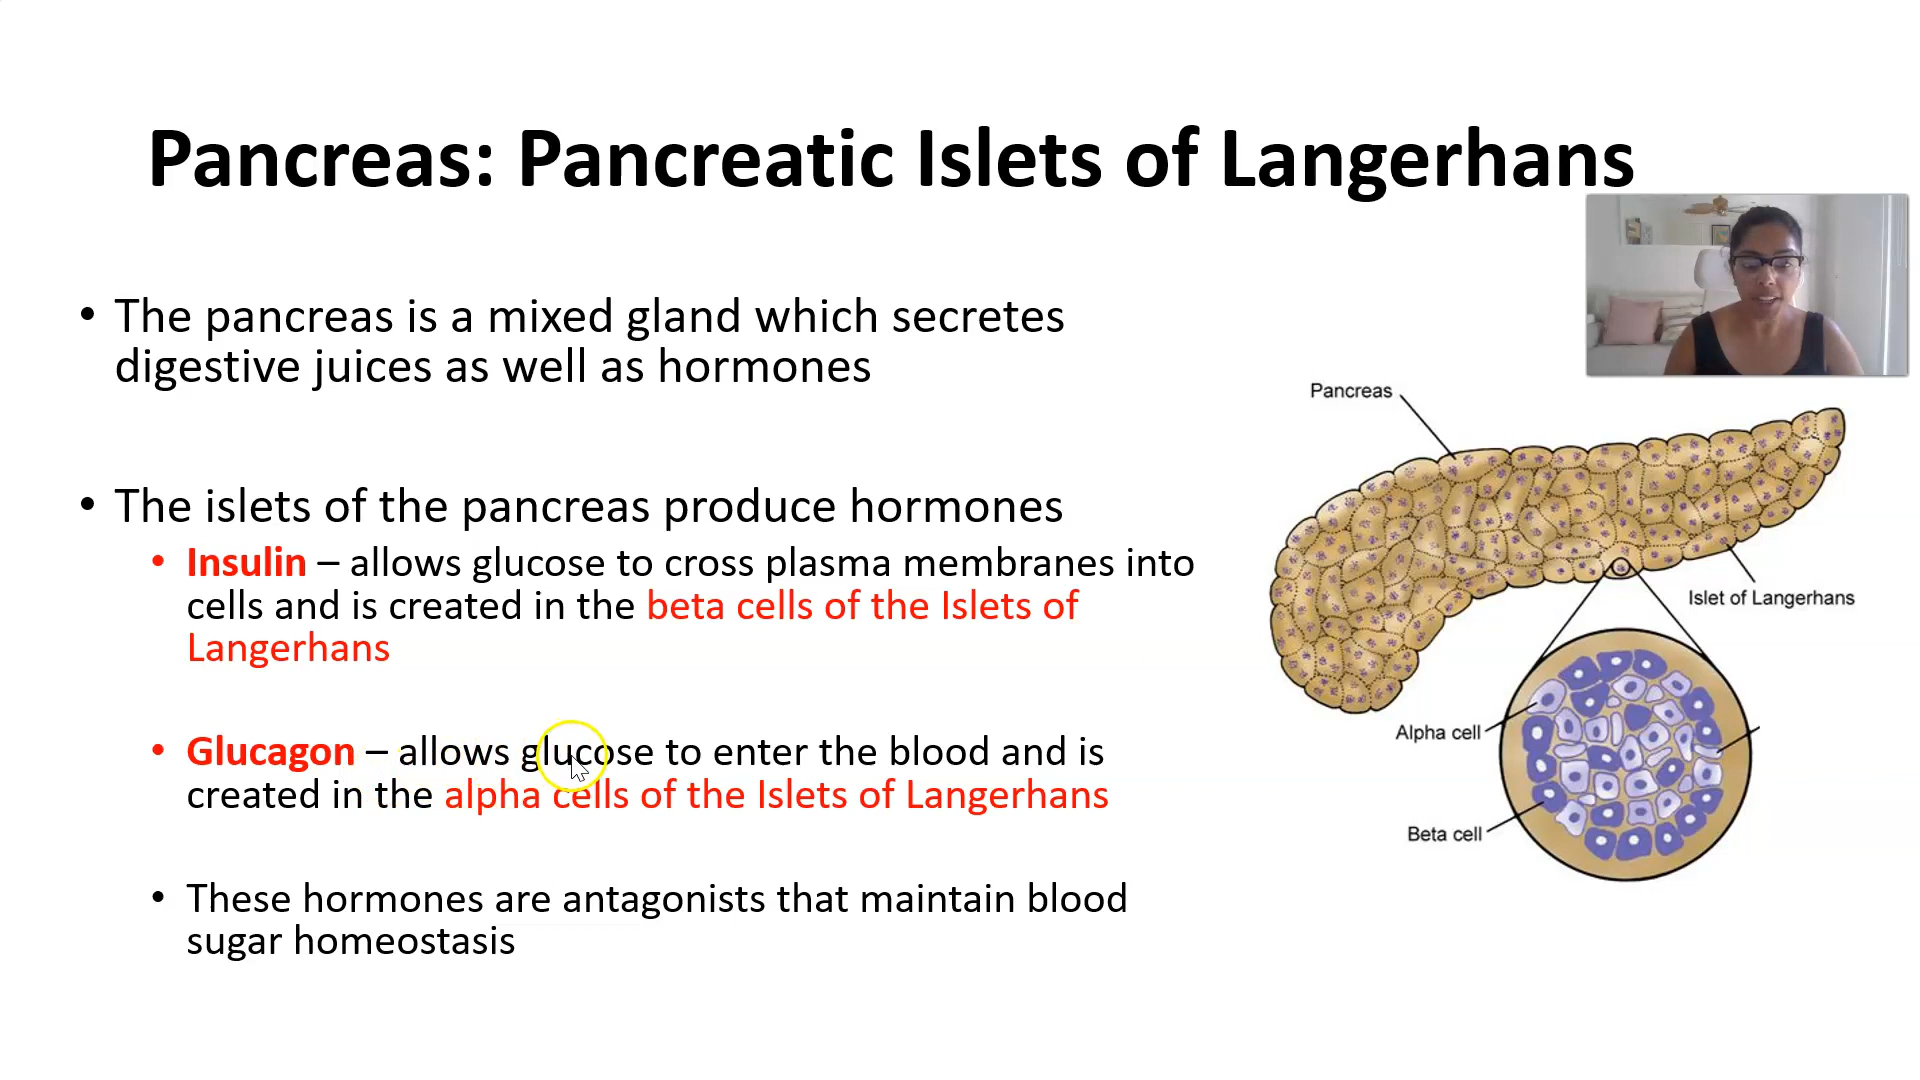 Pancreas: Pancreatic Islets of Langerhans
• The pancreas is a mixed gland which secretes
digestive juices as well as hormones
• The islets of the pancreas produce hormones
• Insulin – allows glucose to cross plasma membranes into
cells and is created in the beta cells of the Islets of
Langerhans
• Glucagon – allows glucose to enter the blood and is
created in the alpha cells of the Islets of Langerhans
• These hormones are antagonists that maintain blood
sugar homeostasis
Pancreas
Islet of Langerhans
Alpha cell
Beta cell